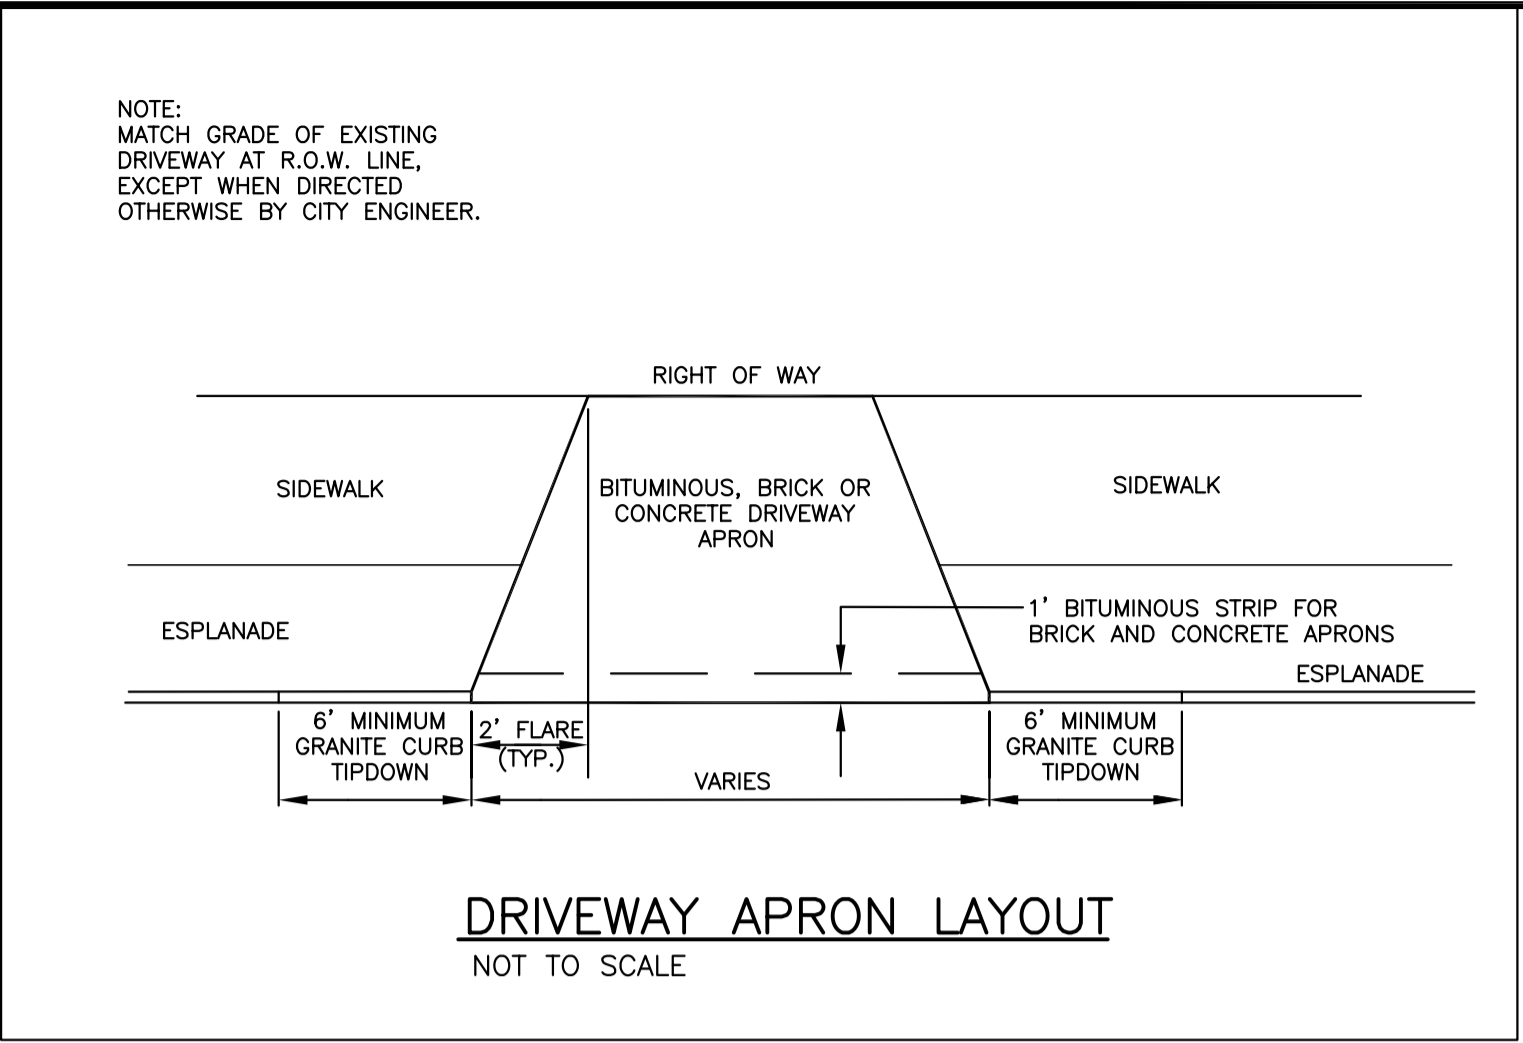 NOTE:
MATCH GRADE OF EXISTING
DRIVEWAY AT R.O.W. LINE,
EXCEPT WHEN DIRECTED
OTHERWISE BY CITY ENGINEER.
RIGHT OF WAY
SIDEWALK
BITUMINOUS, BRICK OR
CONCRETE DRIVEWAY
APRON
SIDEWALK
ESPLANADE
1' BITUMINOUS STRIP FOR
BRICK AND CONCRETE APRONS
ESPLANADE
6' MINIMUM
GRANITE CURB
TIPDOWN
2' FLARE
(TYP.)
VARIES
6' MINIMUM
GRANITE CURB
TIPDOWN
DRIVEWAY APRON LAYOUT
NOT TO SCALE